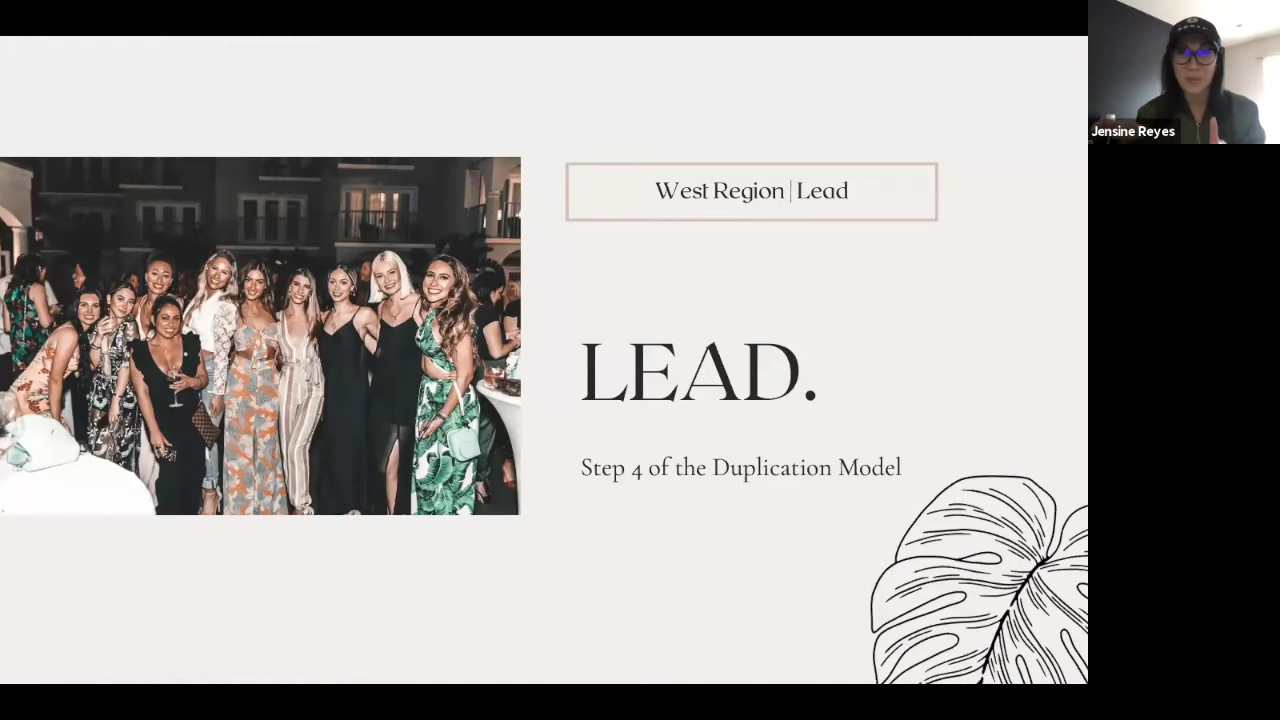 West Region | Lead
LEAD.
Step 4 of the Duplication Model
Jensine Reyes